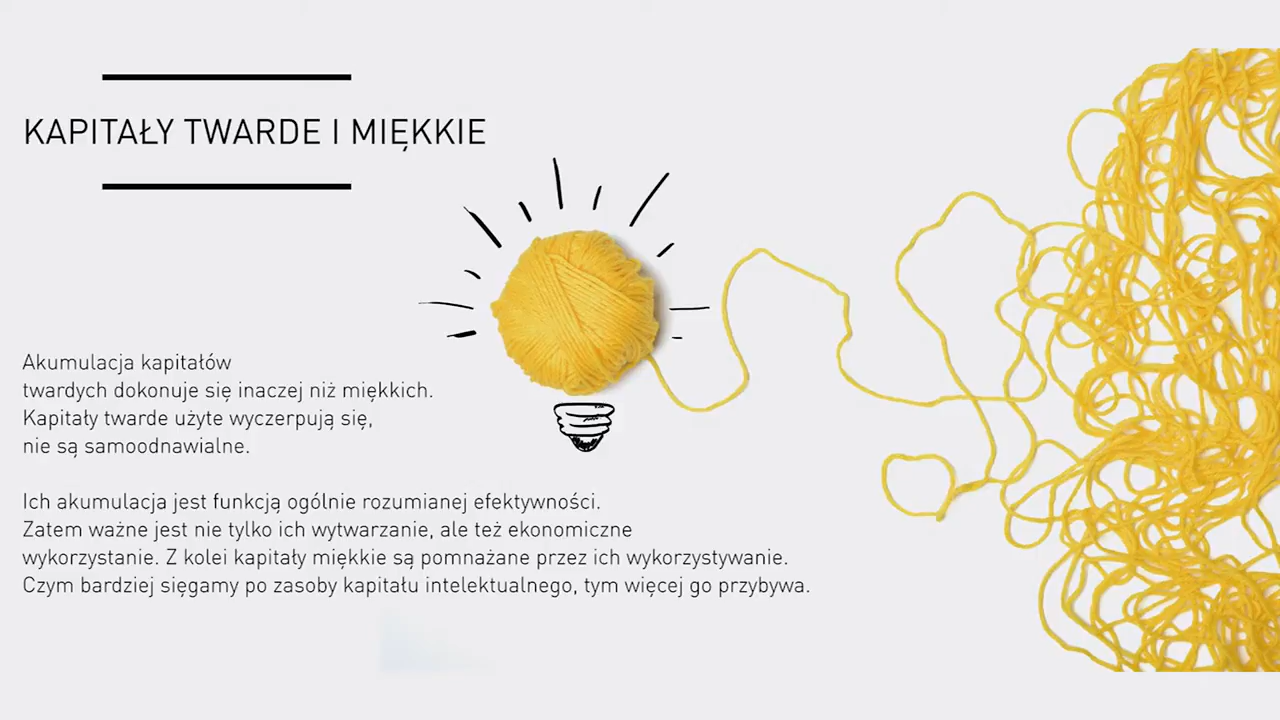 KAPITAŁY TWARDE I MIĘKKIE
Akumulacja kapitałów
twardych dokonuje się inaczej niż miękkich.
Kapitały twarde użyte wyczerpują się,
nie są samoodnawialne.
Ich akumulacja jest funkcją ogólnie rozumianej efektywności.
Zatem ważne jest nie tylko ich wytwarzanie, ale też ekonomiczne
wykorzystanie. Z kolei kapitały miękkie są pomnażane przez ich wykorzystywanie.
Czym bardziej sięgamy po zasoby kapitału intelektualnego, tym więcej go przybywa.